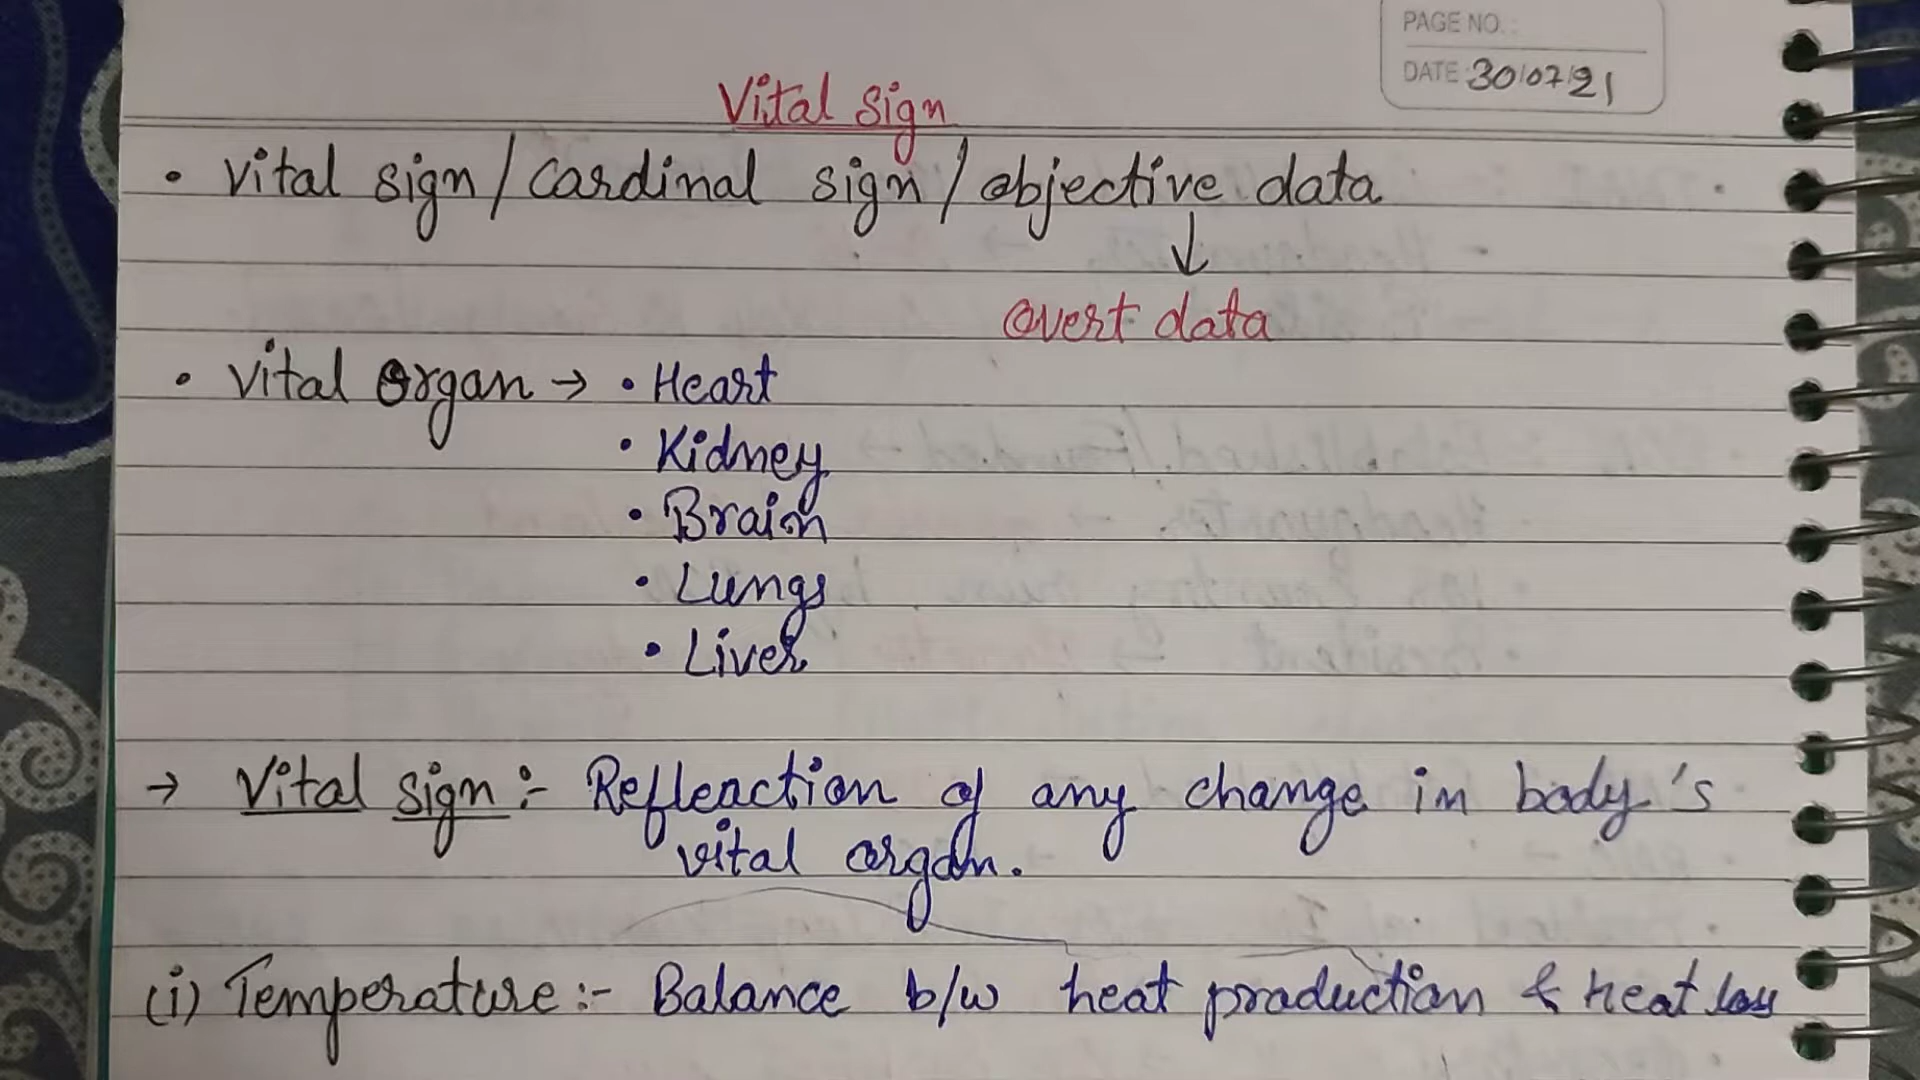 PAGE NO.:
DATE: 30/07/21
Vital Sign
• Vital sign / Cardinal sign / objective data
↓
overt data
• Vital organ → • Heart
• Kidney
• Brain
• Lungs
• Liver
→ Vital sign :- Refleaction of any change in body's
vital organ.
(i) Temperature :- Balance b/w heat production & heat loss